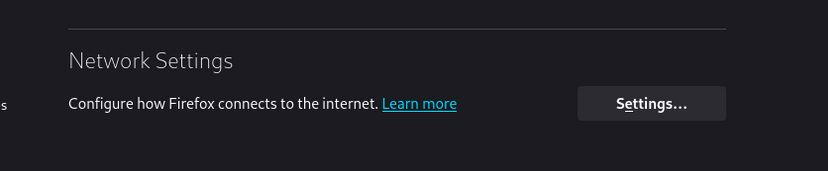 Network Settings
s
Configure how Firefox connects to the internet. Learn more
Settings...